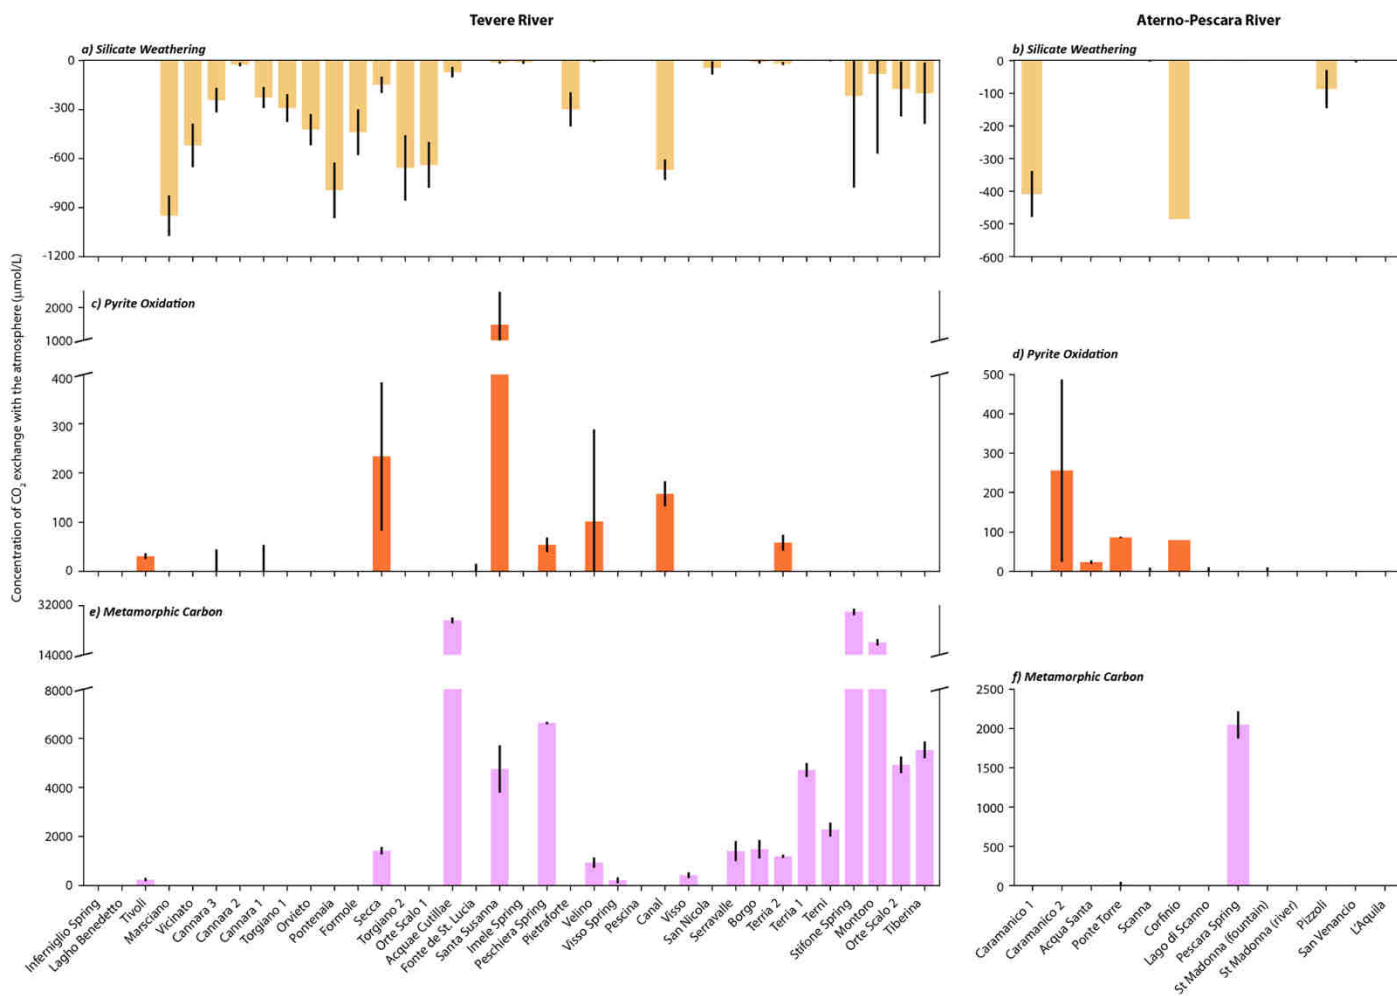 Tevere River
Aterno-Pescara River
a) Silicate Weathering
b) Silicate Weathering
0
-300
-600
-900
-1200
0
-100
-200
-300
-400
-500
-600
Concentration of CO₂ exchange with the atmosphere (μmol/L)
c) Pyrite Oxidation
2000
1000
400
300
200
100
0
d) Pyrite Oxidation
500
400
300
200
100
0
e) Metamorphic Carbon
32000
14000
8000
6000
4000
2000
0
f) Metamorphic Carbon
2500
2000
1500
1000
500
0
Inferniglio Spring
Lagho Benedetto
Tivoli
Marsciano
Vicinato
Cannara 3
Cannara 2
Cannara 1
Torgiano 1
Orvieto
Pontenaia
Formole
Secca
Torgiano 2
Orte Scalo 1
Acquae Cutillae
Fonte de St. Lucia
Santa Susanna
Imele Spring
Peschiera Spring
Pietraforte
Velino
Visso Spring
Pescina
Canal
Visso
San Nicola
Serravalle
Borgo
Terria 2
Terria 1
Terni
Stifone Spring
Montoro
Orte Scalo 2
Tiberina
Caramanico 1
Caramanico 2
Acqua Santa
Ponte Torre
Scanna
Corfinio
Lago di Scanno
Pescara Spring
St Madonna (fountain)
St Madonna (river)
Pizzoli
San Venancio
L'Aquila